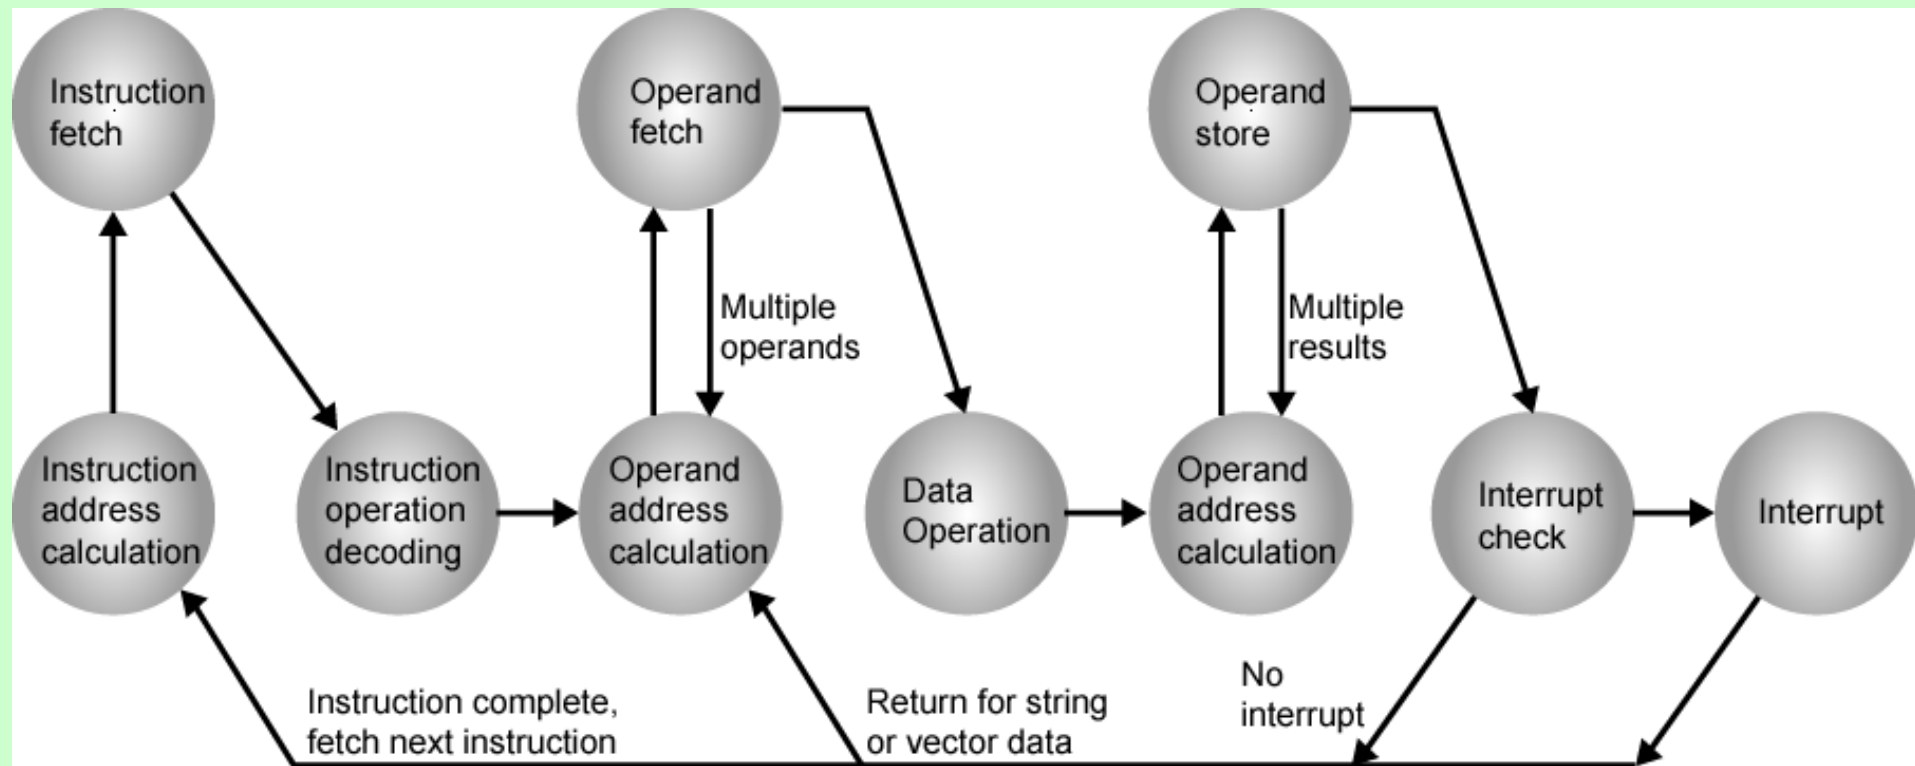 Instruction
fetch
Operand
fetch
Operand
store
Multiple
operands
Multiple
results
Instruction
address
calculation
Instruction
operation
decoding
Operand
address
calculation
Data
Operation
Operand
address
calculation
Interrupt
check
Interrupt
Instruction complete,
fetch next instruction
Return for string
or vector data
No
interrupt